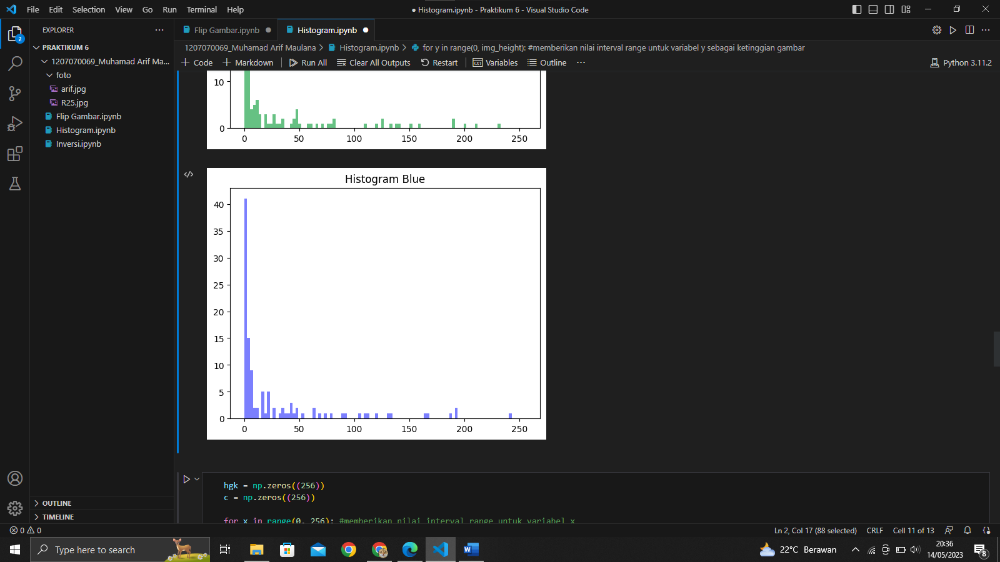 File Edit Selection View Go Run Terminal Help
● Histogram.ipynb - Praktikum 6 - Visual Studio Code
EXPLORER
2
PRAKTIKUM 6
1207070069_Muhamad Arif Ma...
foto
arif.jpg
R25.jpg
Flip Gambar.ipynb
Histogram.ipynb
Inversi.ipynb
OUTLINE
TIMELINE
Flip Gambar.ipynb ● Histogram.ipynb ●
1207070069_Muhamad Arif Maulana > Histogram.ipynb > for y in range(0, img_height): #memberikan nilai interval range untuk variabel y sebagai ketinggian gambar
+ Code + Markdown | Run All Clear All Outputs Restart | Variables Outline ...
Python 3.11.2
10
0
0 50 100 150 200 250
Histogram Blue
40
35
30
25
20
15
10
5
0
0 50 100 150 200 250
hgk = np.zeros((256))
c = np.zeros((256))
for x in range(0, 256): #memberikan nilai interval range untuk variabel x
0 0
Ln 2, Col 17 (88 selected) CRLF Cell 11 of 13
Type here to search
22°C Berawan
20:36
14/05/2023
8